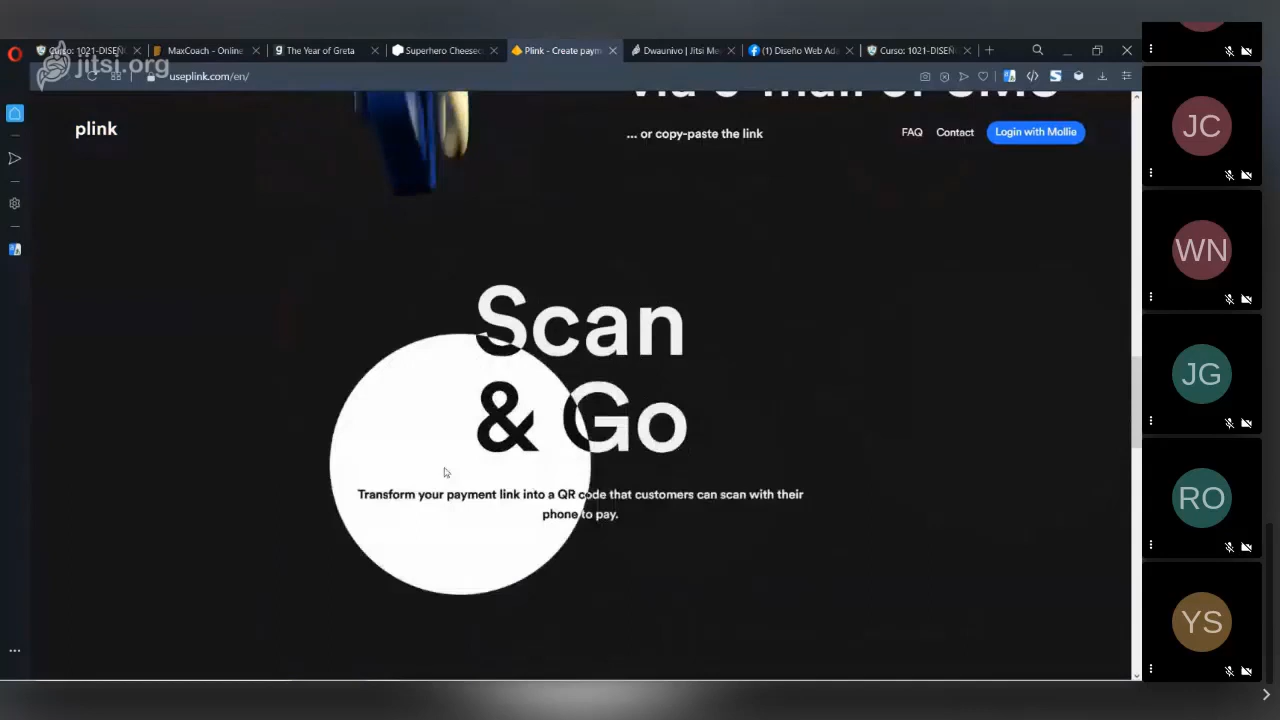 Curso: 1021-DISEÑ
MaxCoach - Online
The Year of Greta
Superhero Cheesec
Plink - Create paym
Dwaunivo | Jitsi Me
(1) Diseño Web Ada
Curso: 1021-DISEÑ
jitsi.org
useplink.com/en/
... or copy-paste the link
plink
FAQ
Contact
Login with Mollie
Scan
& Go
Transform your payment link into a QR code that customers can scan with their
phone to pay.
JC
WN
JG
RO
YS